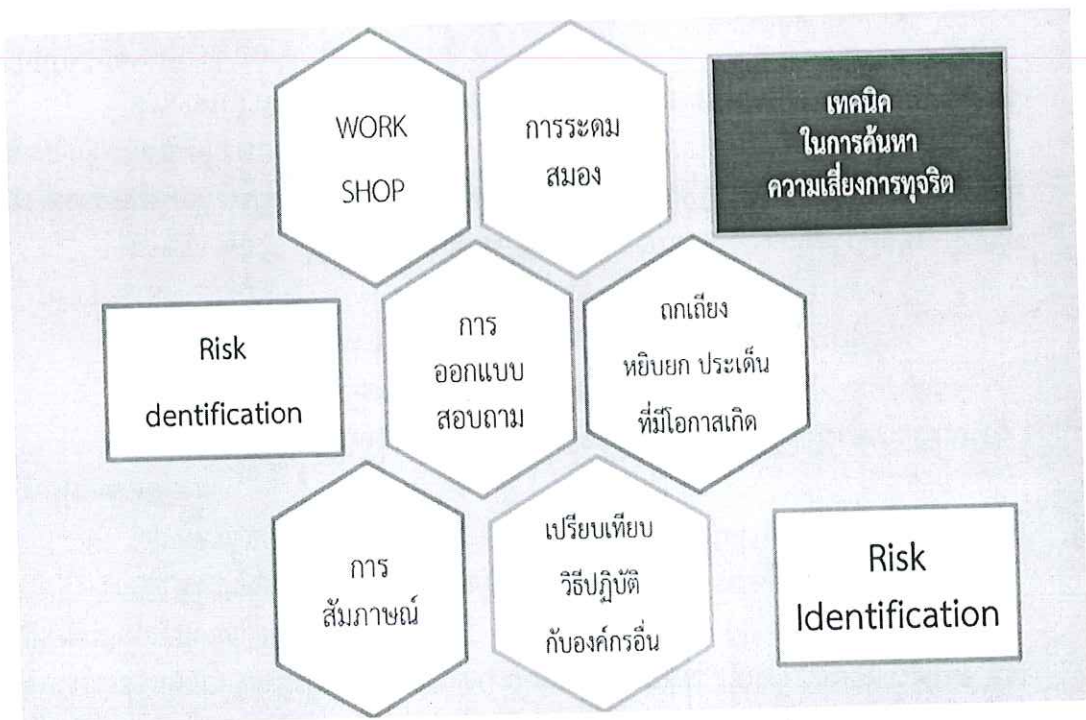 WORK
SHOP
การระดม
สมอง
เทคนิค
ในการค้นหา
ความเสี่ยงการทุจริต
Risk
dentification
การ
ออกแบบ
สอบถาม
ถกเถียง
หยิบยก ประเด็น
ที่มีโอกาสเกิด
การ
สัมภาษณ์
เปรียบเทียบ
วิธีปฏิบัติ
กับองค์กรอื่น
Risk
Identification